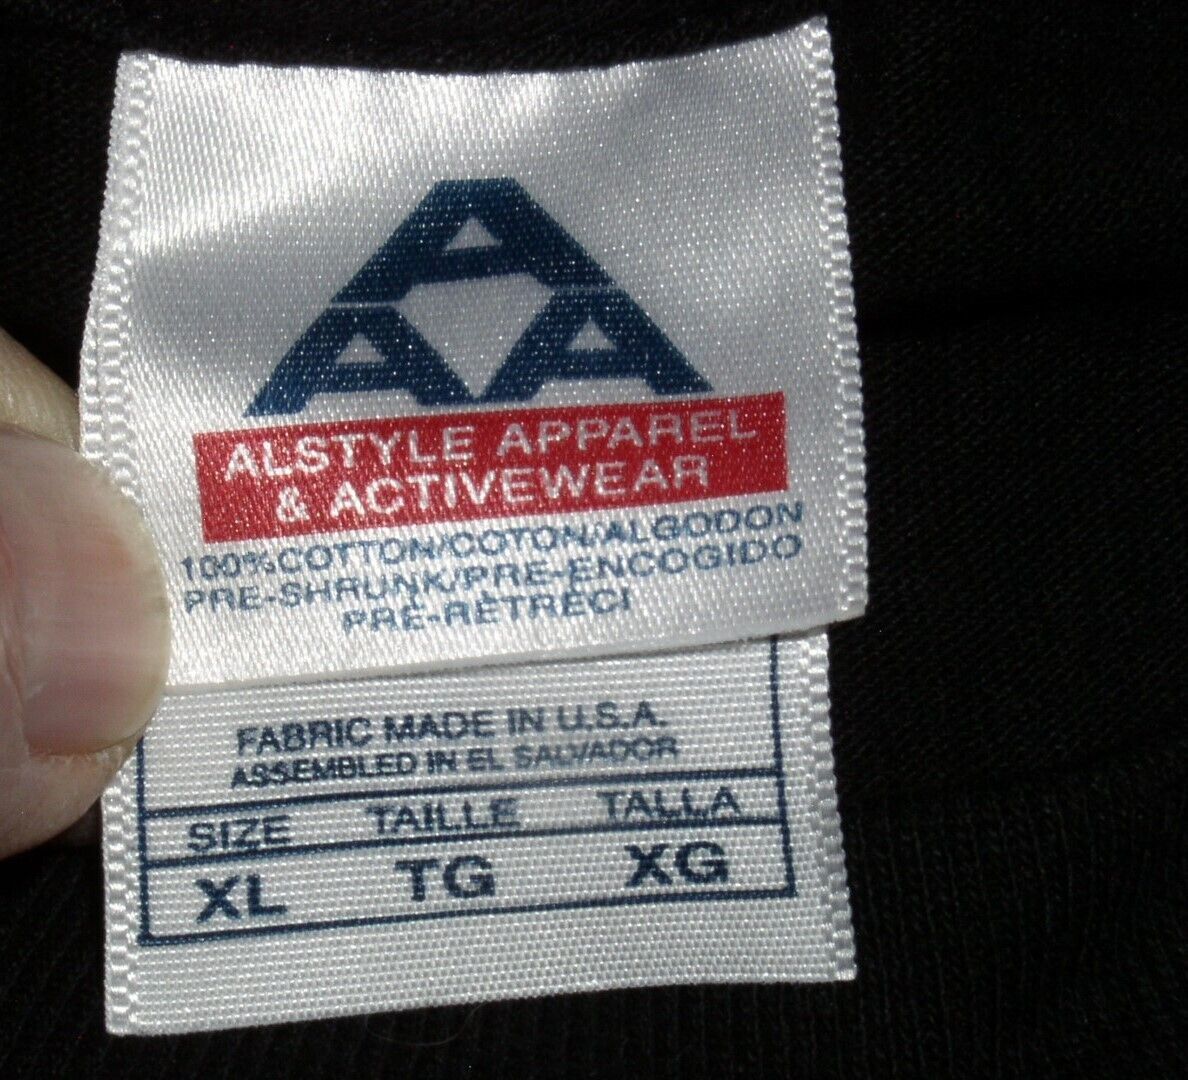 AAA
ALSTYLE APPAREL
& ACTIVEWEAR
100% COTTON/COTON/ALGODON
PRE-SHRUNK/PRE-ENCOGIDO
PRÉ-RÉTRÉCI
FABRIC MADE IN U.S.A.
ASSEMBLED IN EL SALVADOR
SIZE TAILLE TALLA
XL TG XG